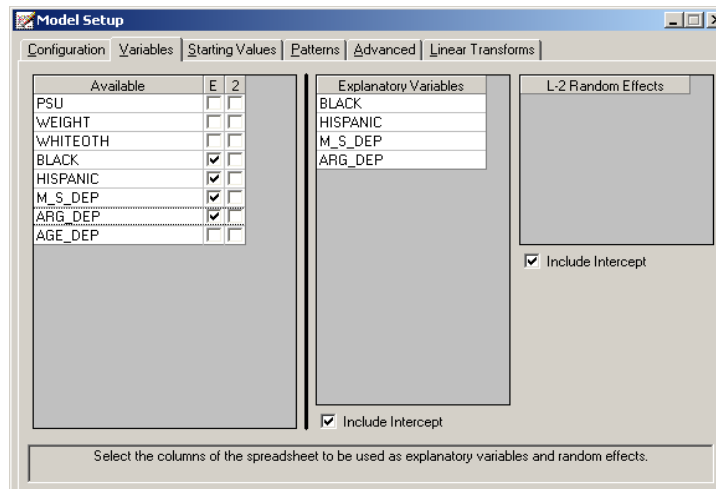 Model Setup
Configuration Variables Starting Values Patterns Advanced Linear Transforms
Available E 2
PSU
WEIGHT
WHITEOTH
BLACK
HISPANIC
M_S_DEP
ARG_DEP
AGE_DEP
Explanatory Variables
BLACK
HISPANIC
M_S_DEP
ARG_DEP
Include Intercept
L-2 Random Effects
Include Intercept
Select the columns of the spreadsheet to be used as explanatory variables and random effects.